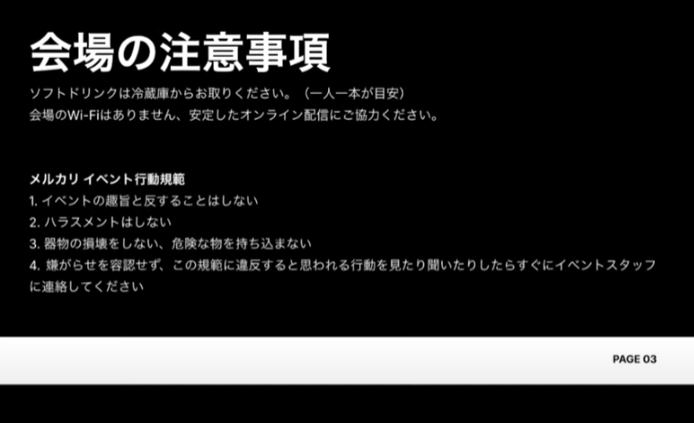 会場の注意事項
ソフトドリンクは冷蔵庫からお取りください。（一人一本が目安）
会場のWi-Fiはありません、安定したオンライン配信にご協力ください。
メルカリ イベント行動規範
1. イベントの趣旨と反することはしない
2. ハラスメントはしない
3. 器物の損壊をしない、危険な物を持ち込まない
4. 嫌がらせを容認せず、この規範に違反すると思われる行動を見たり聞いたりしたらすぐにイベントスタッフ
に連絡してください
PAGE 03